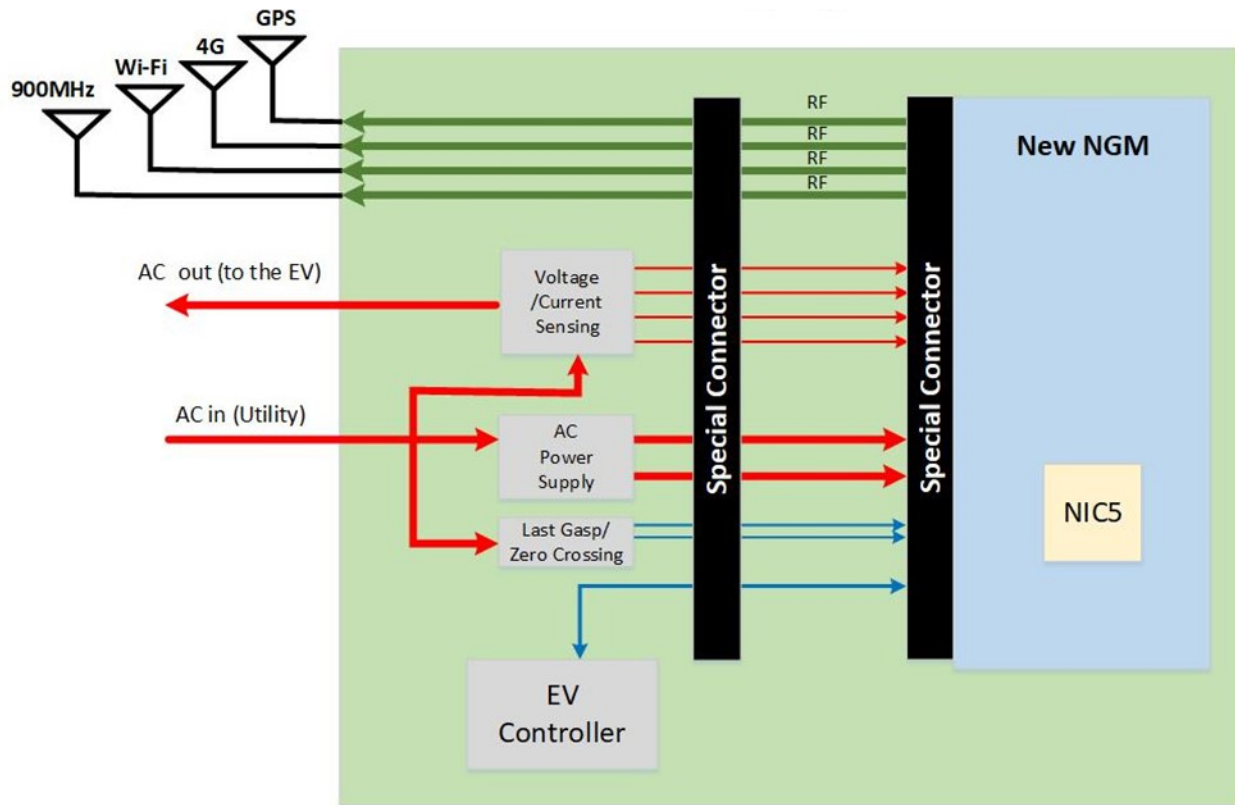 GPS
4G
Wi-Fi
900MHz
RF
RF
RF
RF
New NGM
AC out (to the EV)
Voltage
/Current
Sensing
Special Connector
Special Connector
AC in (Utility)
AC
Power
Supply
Last Gasp/
Zero Crossing
NIC5
EV
Controller